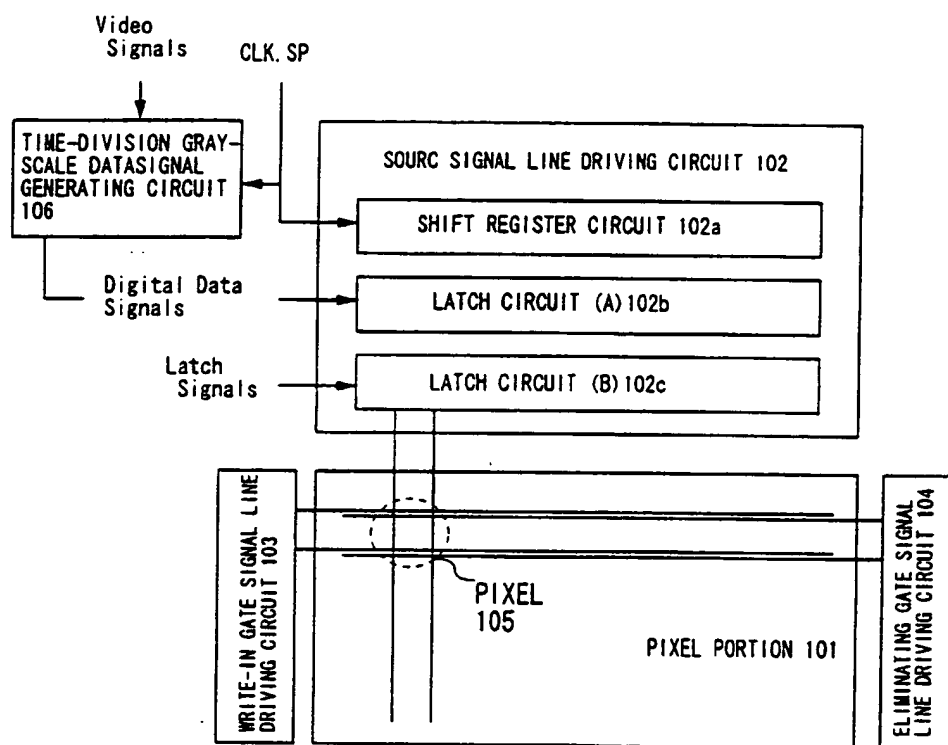 Video
Signals
CLK. SP
TIME-DIVISION GRAY-
SCALE DATASIGNAL
GENERATING CIRCUIT
106
SOURC SIGNAL LINE DRIVING CIRCUIT 102
SHIFT REGISTER CIRCUIT 102a
Digital Data
Signals
LATCH CIRCUIT (A) 102b
Latch
Signals
LATCH CIRCUIT (B) 102c
WRITE-IN GATE SIGNAL LINE
DRIVING CIRCUIT 103
PIXEL
105
PIXEL PORTION 101
ELIMINATING GATE SIGNAL
LINE DRIVING CIRCUIT 104